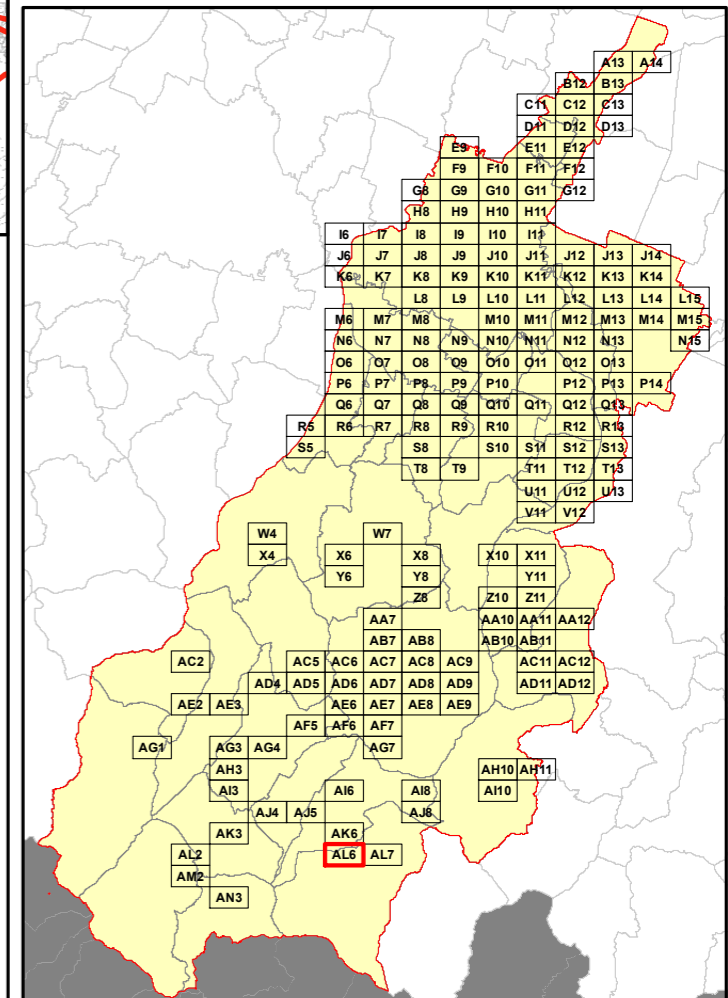 A13 A14
B12 B13
C11 C12 C13
D11 D12 D13
E9 E11 E12
F9 F10 F11 F12
G8 G9 G10 G11 G12
H8 H9 H10 H11
I6 I7 I8 I9 I10 I11
J6 J7 J8 J9 J10 J11 J12 J13 J14
K6 K7 K8 K9 K10 K11 K12 K13 K14
L8 L9 L10 L11 L12 L13 L14 L15
M6 M7 M8 M10 M11 M12 M13 M14 M15
N6 N7 N8 N9 N10 N11 N12 N13 N15
O6 O7 O8 O9 O10 O11 O12 O13
P6 P7 P8 P9 P10 P12 P13 P14
Q6 Q7 Q8 Q9 Q10 Q11 Q12 Q13
R5 R6 R7 R8 R9 R10 R12 R13
S5 S8 S10 S11 S12 S13
T8 T9 T11 T12 T13
U11 U12 U13
V11 V12
W4 W7
X4 X6 X8 X10 X11
Y6 Y8 Y11
Z8 Z10 Z11
AA7 AA10 AA11 AA12
AB7 AB8 AB10 AB11
AC2 AC5 AC6 AC7 AC8 AC9 AC11 AC12
AD4 AD5 AD6 AD7 AD8 AD9 AD11 AD12
AE2 AE3 AE6 AE7 AE8 AE9
AF5 AF6 AF7
AG1 AG3 AG4 AG7
AH3 AH10 AH11
AI3 AI6 AI8 AI10
AJ4 AJ5 AJ8
AK3 AK6
AL2 AL6 AL7
AM2
AN3